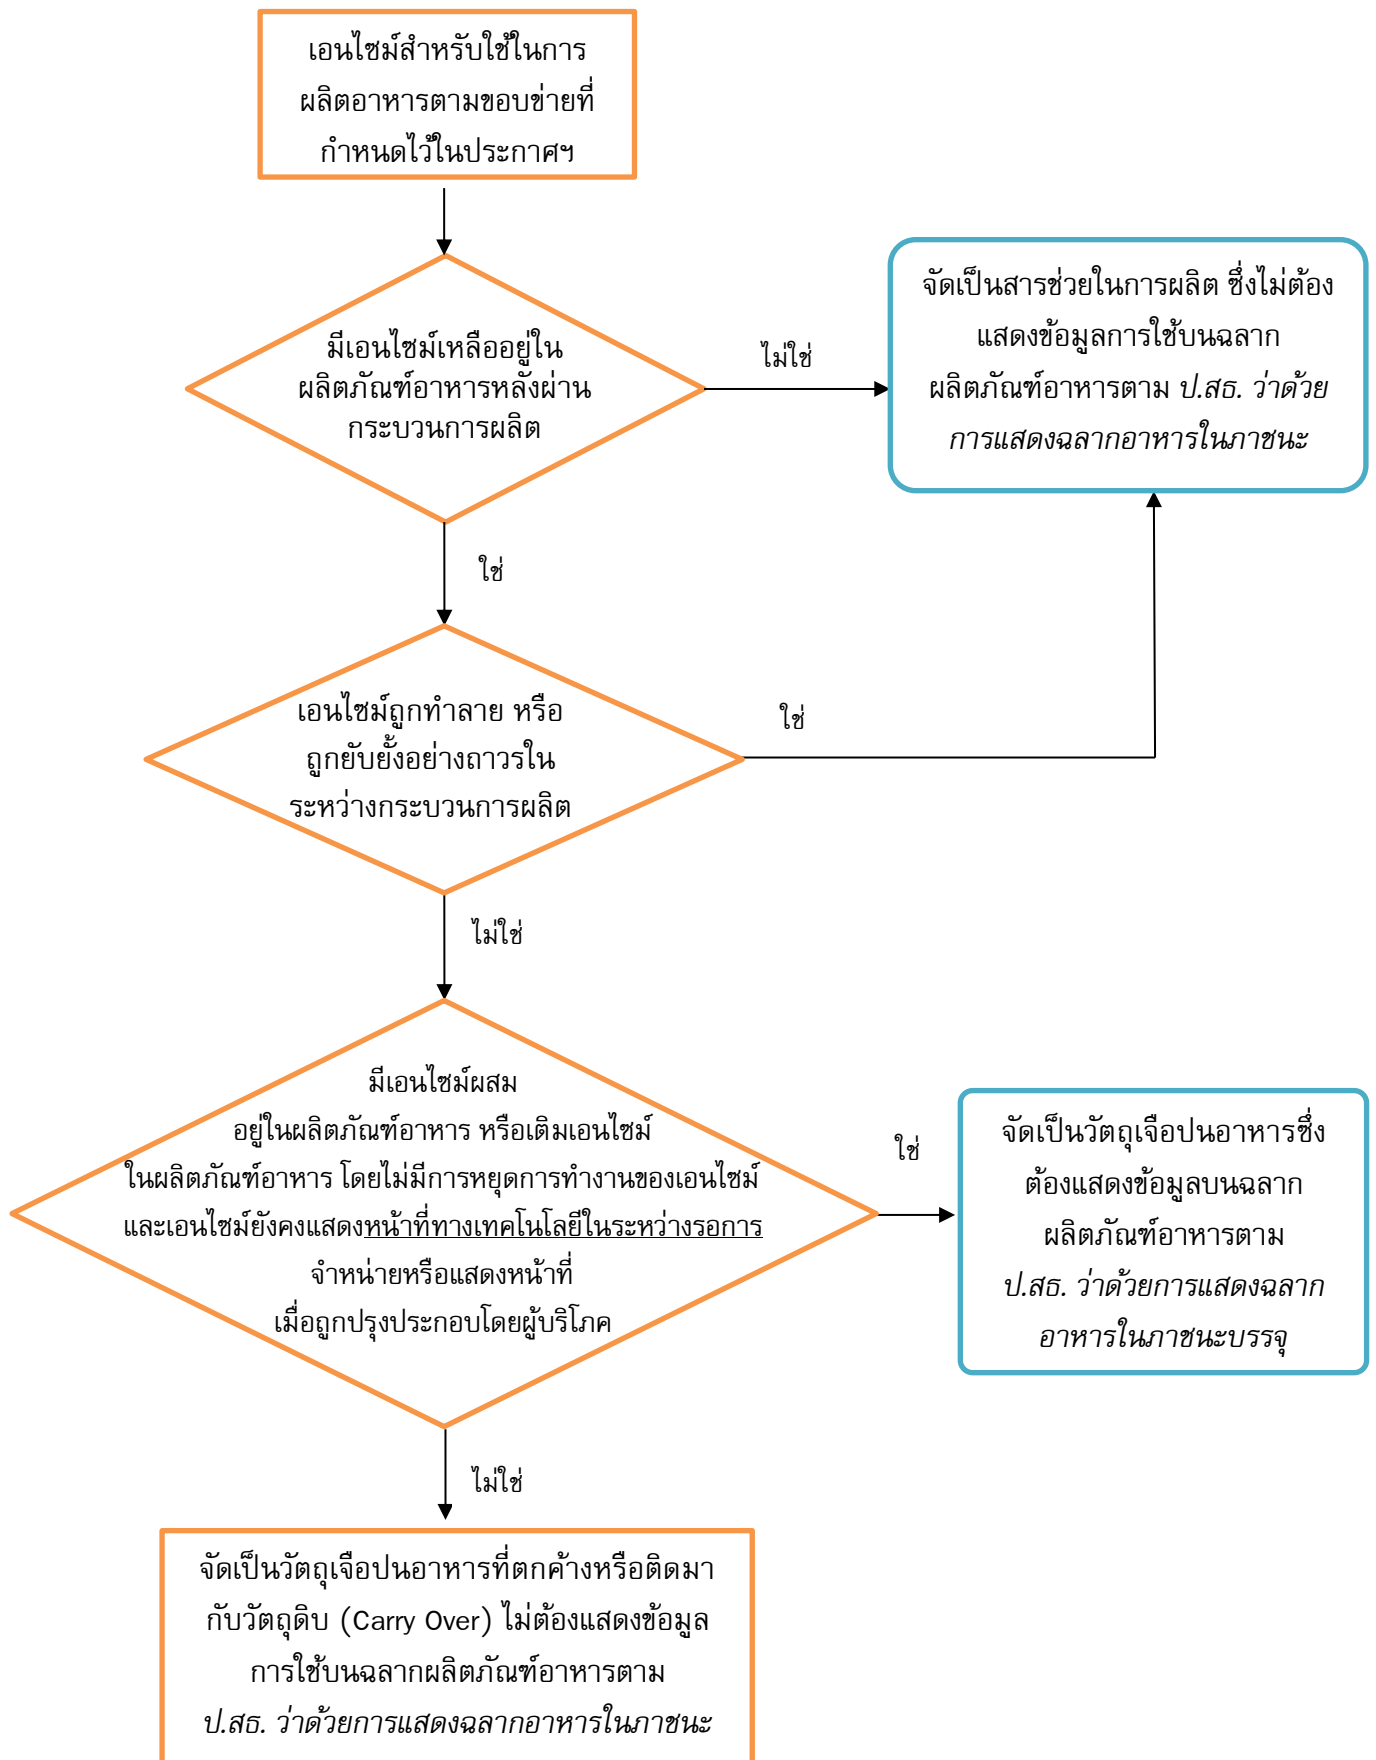 เอนไซม์สำหรับใช้ในการ
ผลิตอาหารตามขอบข่ายที่
กำหนดไว้ในประกาศฯ
มีเอนไซม์เหลืออยู่ใน
ผลิตภัณฑ์อาหารหลังผ่าน
กระบวนการผลิต
ไม่ใช่
จัดเป็นสารช่วยในการผลิต ซึ่งไม่ต้อง
แสดงข้อมูลการใช้บนฉลาก
ผลิตภัณฑ์อาหารตาม ป.สธ. ว่าด้วย
การแสดงฉลากอาหารในภาชนะ
ใช่
เอนไซม์ถูกทำลาย หรือ
ถูกยับยั้งอย่างถาวรใน
ระหว่างกระบวนการผลิต
ใช่
ไม่ใช่
มีเอนไซม์ผสม
อยู่ในผลิตภัณฑ์อาหาร หรือเติมเอนไซม์
ในผลิตภัณฑ์อาหาร โดยไม่มีการหยุดการทำงานของเอนไซม์
และเอนไซม์ยังคงแสดงหน้าที่ทางเทคโนโลยีในระหว่างรอการ
จำหน่ายหรือแสดงหน้าที่
เมื่อถูกปรุงประกอบโดยผู้บริโภค
ใช่
จัดเป็นวัตถุเจือปนอาหารซึ่ง
ต้องแสดงข้อมูลบนฉลาก
ผลิตภัณฑ์อาหารตาม
ป.สธ. ว่าด้วยการแสดงฉลาก
อาหารในภาชนะบรรจุ
ไม่ใช่
จัดเป็นวัตถุเจือปนอาหารที่ตกค้างหรือติดมา
กับวัตถุดิบ (Carry Over) ไม่ต้องแสดงข้อมูล
การใช้บนฉลากผลิตภัณฑ์อาหารตาม
ป.สธ. ว่าด้วยการแสดงฉลากอาหารในภาชนะ